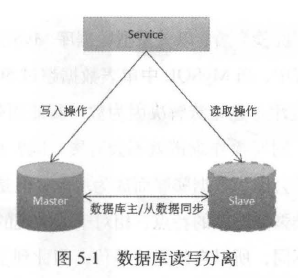 Service
写入操作
读取操作
Master
数据库主/从数据同步
Slave
图 5-1 数据库读写分离